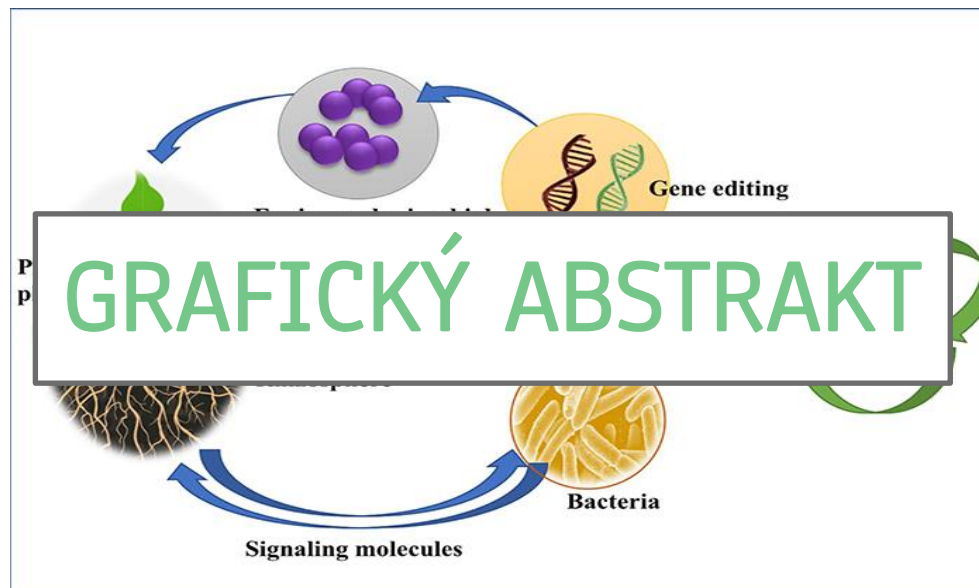 Gene editing
GRAFICKÝ ABSTRAKT
Bacteria
Signaling molecules